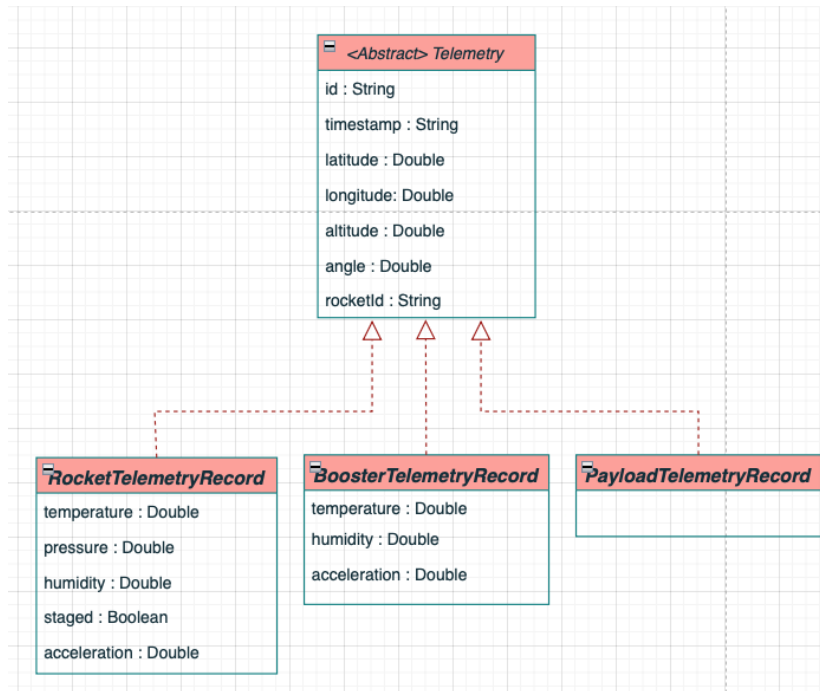 <Abstract> Telemetry
id : String
timestamp : String
latitude : Double
longitude: Double
altitude : Double
angle : Double
rocketId : String
RocketTelemetryRecord
temperature : Double
pressure : Double
humidity : Double
staged : Boolean
acceleration : Double
BoosterTelemetryRecord
temperature : Double
humidity : Double
acceleration : Double
PayloadTelemetryRecord